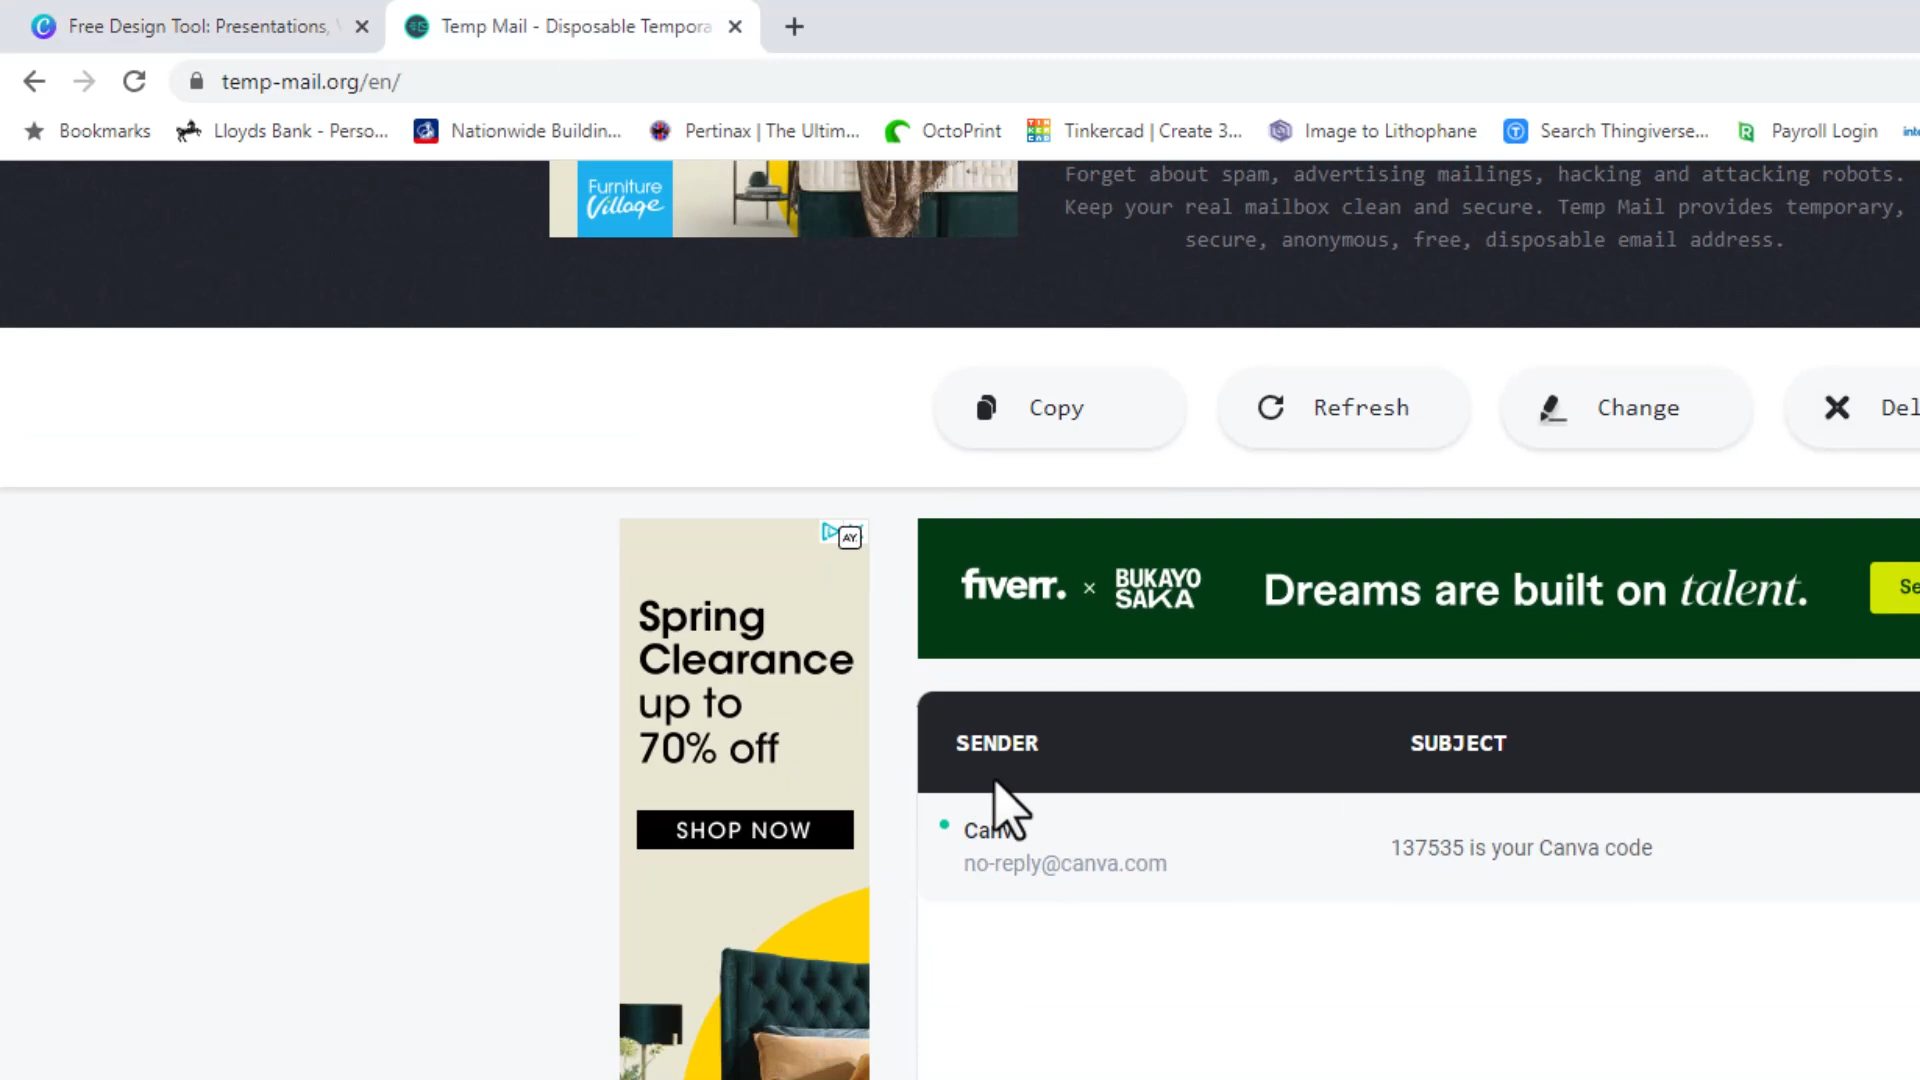 Free Design Tool: Presentations,
Temp Mail - Disposable Tempora
temp-mail.org/en/
Bookmarks
Lloyds Bank - Perso...
Nationwide Buildin...
Pertinax | The Ultim...
OctoPrint
Tinkercad | Create 3...
Image to Lithophane
Search Thingiverse...
Payroll Login
Furniture
Village
Forget about spam, advertising mailings, hacking and attacking robots.
Keep your real mailbox clean and secure. Temp Mail provides temporary,
secure, anonymous, free, disposable email address.
Copy
Refresh
Change
Del
AY
Spring
Clearance
up to
70% off
SHOP NOW
fiverr. × BUKAYO SAKA
Dreams are built on talent.
Se
SENDER
SUBJECT
Canva
no-reply@canva.com
137535 is your Canva code